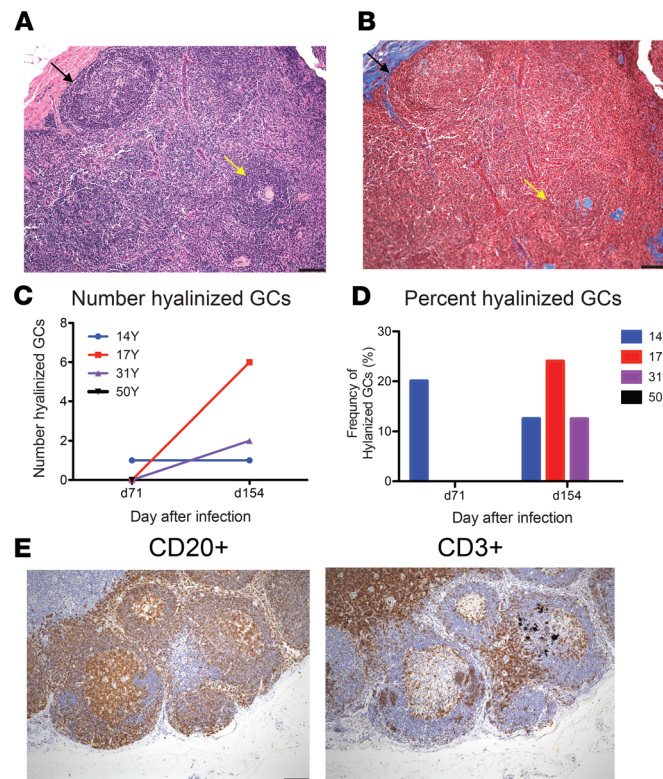 A
B
C
Number hyalinized GCs
Number hyalinized GCs
8
6
4
2
0
14Y
17Y
31Y
50Y
d71
d154
Day after infection
D
Percent hyalinized GCs
Frequncy of
Hylanized GCs (%)
30
20
10
0
14
17
31
50
d71
d154
Day after infection
E
CD20+
CD3+